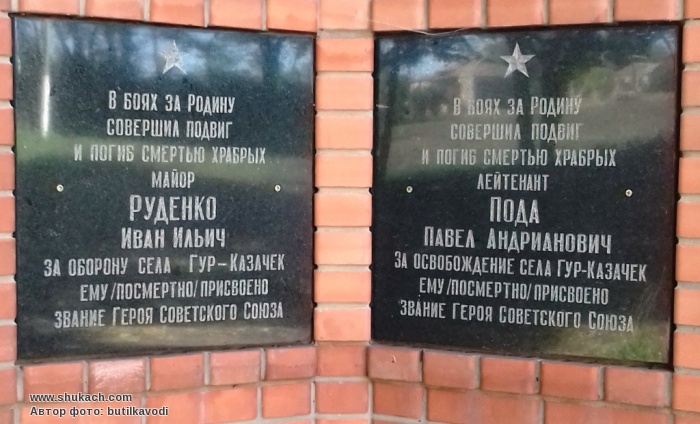 В боях за Родину
совершил подвиг
и погиб смертью храбрых
майор
Руденко
Иван Ильич
за оборону села Гур-Казачек
ему/посмертно/присвоено
звание Героя Советского Союза
В боях за Родину
совершил подвиг
и погиб смертью храбрых
лейтенант
Пода
Павел Андрианович
за освобождение села Гур-Казачек
ему/посмертно/присвоено
звание Героя Советского Союза
www.shukach.com
Автор фото: butilkavodi